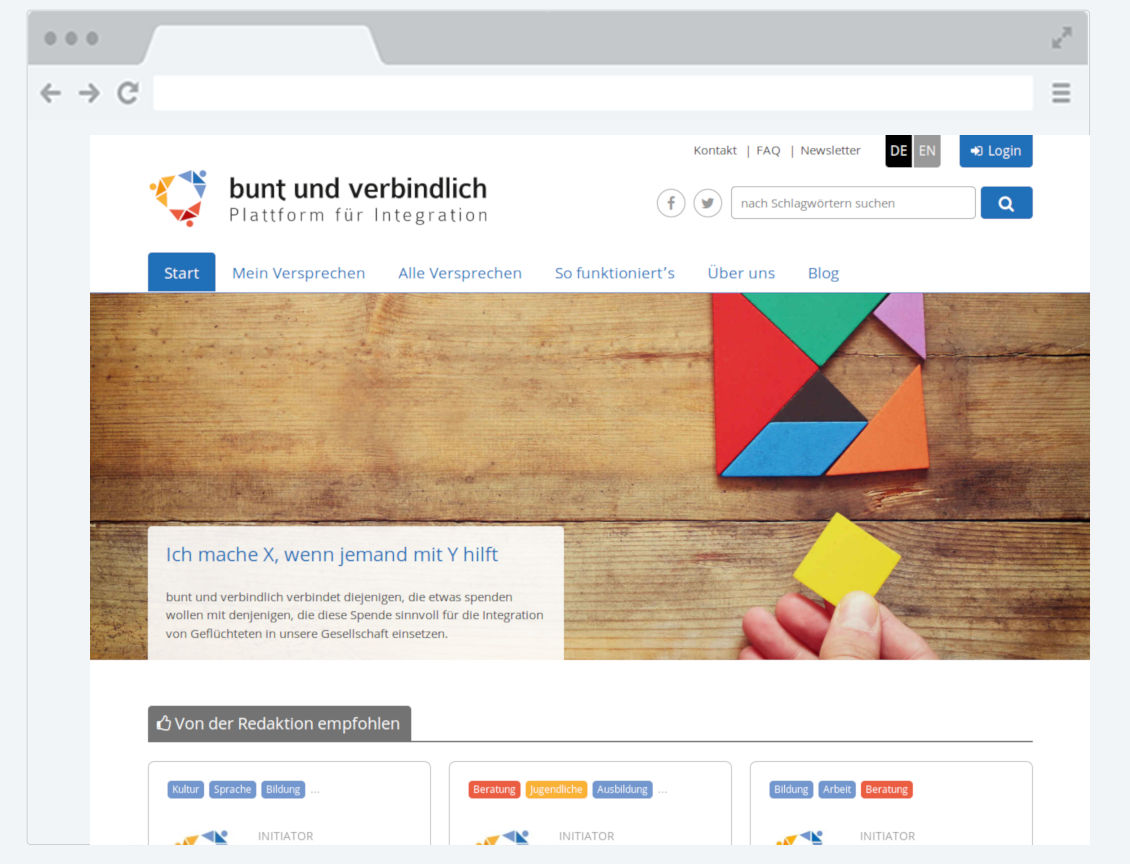 Kontakt | FAQ | Newsletter DE EN Login
bunt und verbindlich
Plattform für Integration
nach Schlagwörtern suchen
Start Mein Versprechen Alle Versprechen So funktioniert's Über uns Blog
Ich mache X, wenn jemand mit Y hilft
bunt und verbindlich verbindet diejenigen, die etwas spenden
wollen mit denjenigen, die diese Spende sinnvoll für die Integration
von Geflüchteten in unsere Gesellschaft einsetzen.
Von der Redaktion empfohlen
Kultur Sprache Bildung ...
INITIATOR
Beratung Jugendliche Ausbildung ...
INITIATOR
Bildung Arbeit Beratung
INITIATOR